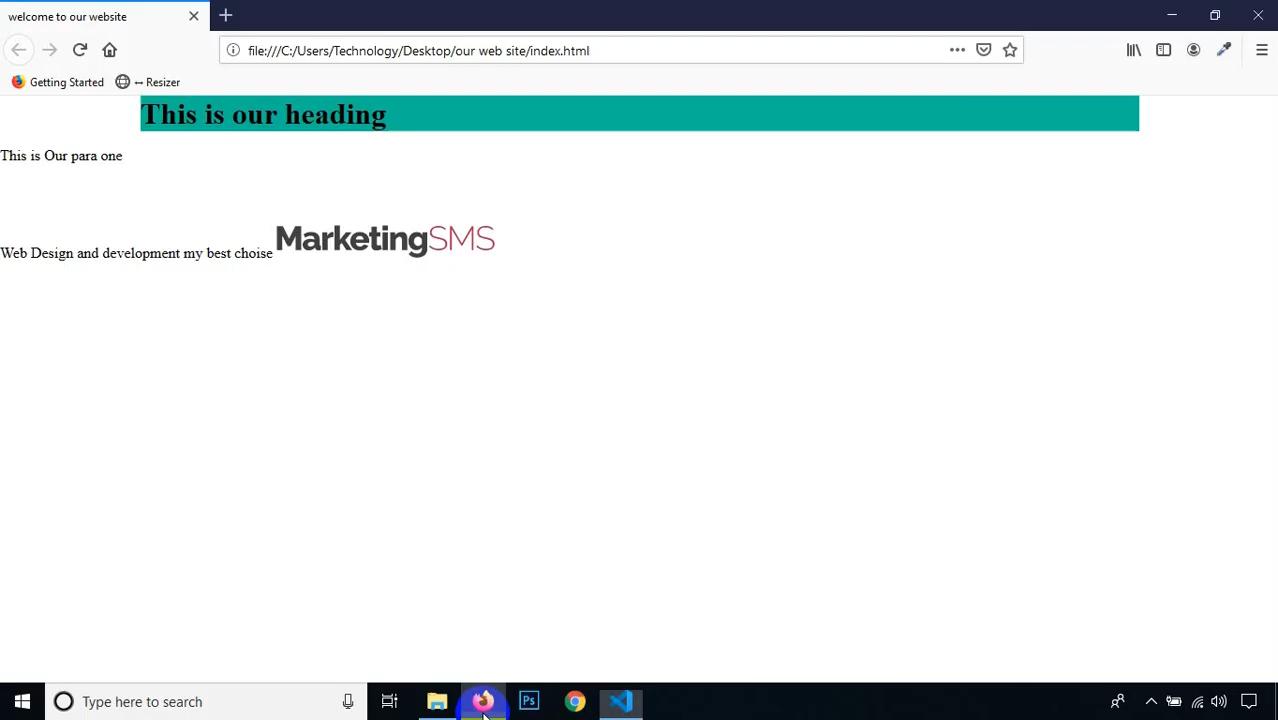 welcome to our website
file:///C:/Users/Technology/Desktop/our web site/index.html
Getting Started
↔ Resizer
This is our heading
This is Our para one
Web Design and development my best choise MarketingSMS
Type here to search
Ps